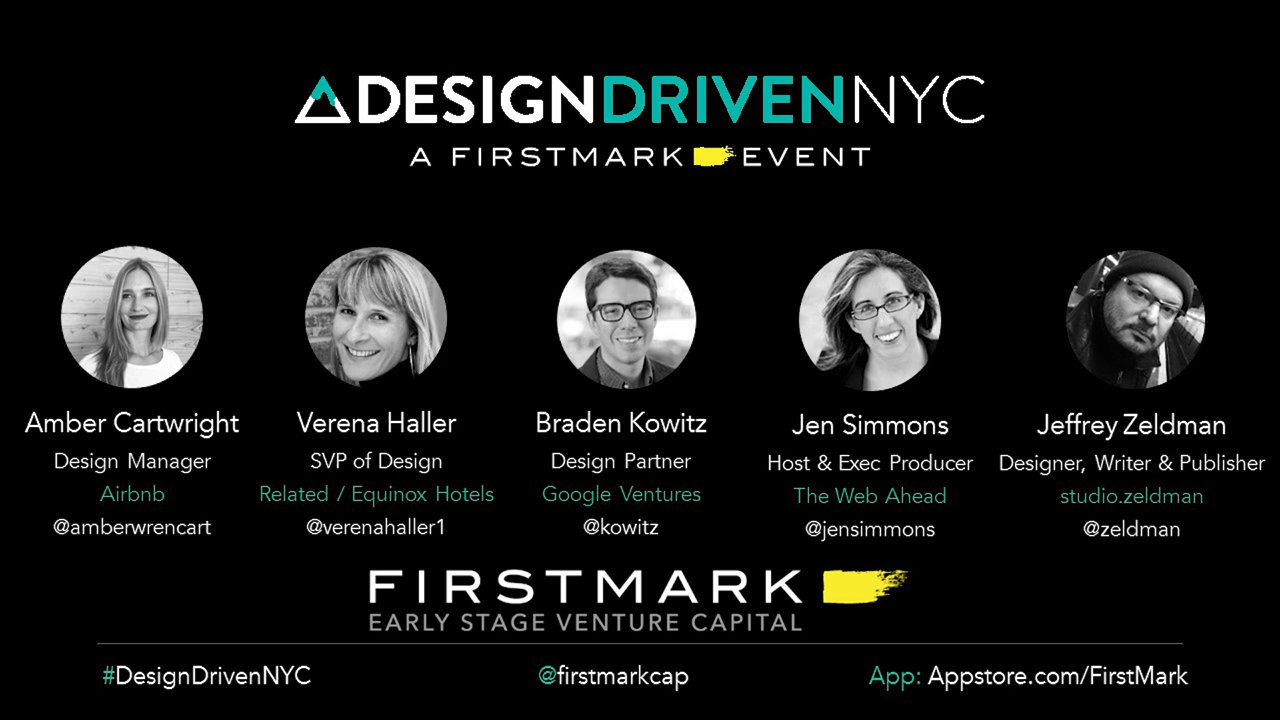 DESIGNDRIVENNYC
A FIRSTMARK EVENT
Amber Cartwright
Design Manager
Airbnb
@amberwrencart
Verena Haller
SVP of Design
Related / Equinox Hotels
@verenahaller1
Braden Kowitz
Design Partner
Google Ventures
@kowitz
Jen Simmons
Host & Exec Producer
The Web Ahead
@jensimmons
Jeffrey Zeldman
Designer, Writer & Publisher
studio.zeldman
@zeldman
FIRSTMARK
EARLY STAGE VENTURE CAPITAL
#DesignDrivenNYC
@firstmarkcap
App: Appstore.com/FirstMark